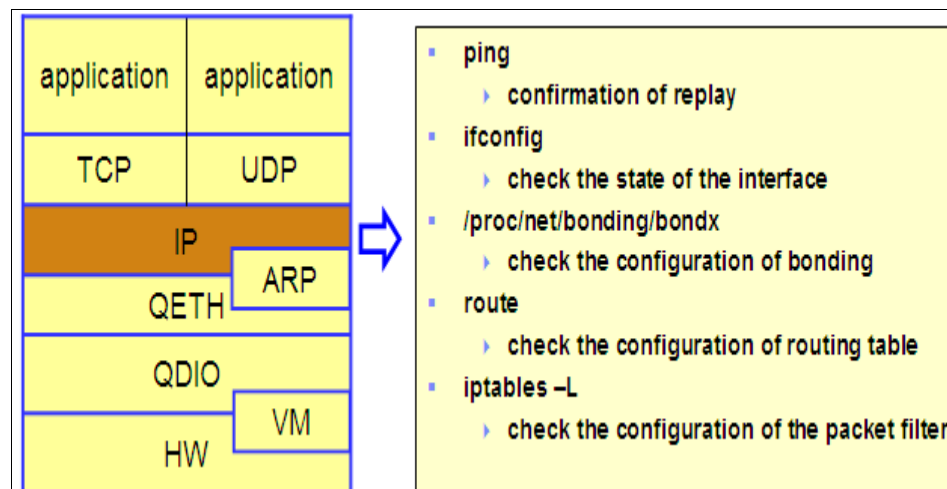 application application
TCP UDP
IP
ARP
QETH
QDIO
VM
HW
ping
confirmation of replay
ifconfig
check the state of the interface
/proc/net/bonding/bondx
check the configuration of bonding
route
check the configuration of routing table
iptables –L
check the configuration of the packet filter